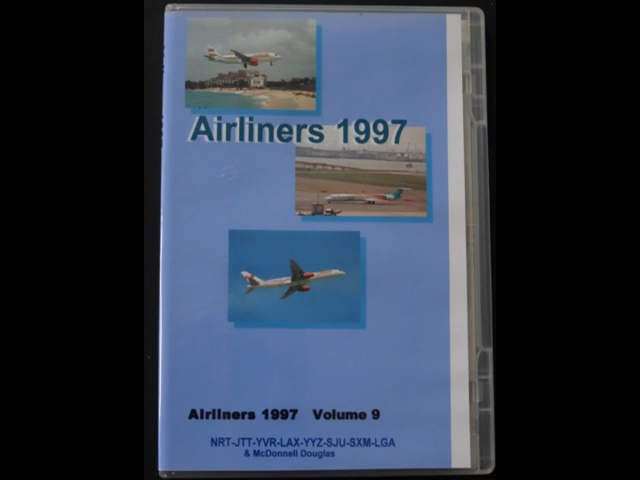 Airliners 1997
Airliners 1997 Volume 9
NRT-JTT-YVR-LAX-YYZ-SJU-SXM-LGA
& McDonnell Douglas